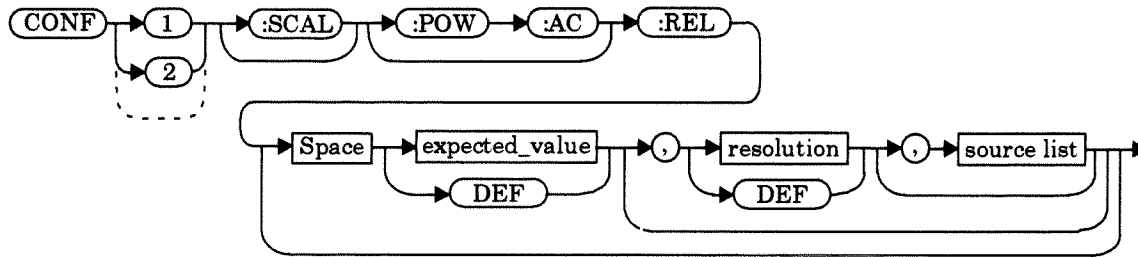 CONF 1 :SCAL :POW :AC :REL
2
Space expected_value , resolution , source list
DEF DEF